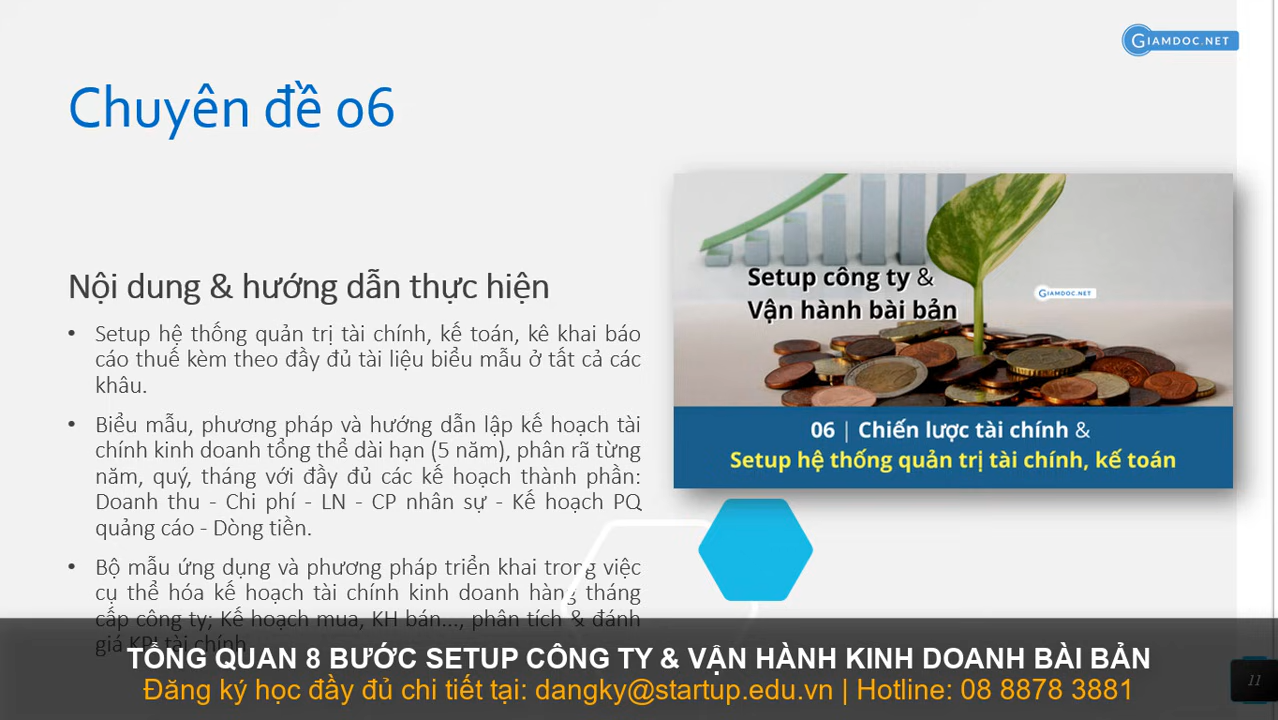 GIAMDOC.NET
Chuyên đề 06
Nội dung & hướng dẫn thực hiện
• Setup hệ thống quản trị tài chính, kế toán, kê khai báo
cáo thuế kèm theo đầy đủ tài liệu biểu mẫu ở tất cả các
khâu.
• Biểu mẫu, phương pháp và hướng dẫn lập kế hoạch tài
chính kinh doanh tổng thể dài hạn (5 năm), phân rã từng
năm, quý, tháng với đầy đủ các kế hoạch thành phần:
Doanh thu - Chi phí - LN - CP nhân sự - Kế hoạch PQ
quảng cáo - Dòng tiền.
• Bộ mẫu ứng dụng và phương pháp triển khai trong việc
cụ thể hóa kế hoạch tài chính kinh doanh hàng tháng
cấp công ty; Kế hoạch mua, KH bán..., phân tích & đánh
giá KPI tài chính.
Setup công ty &
Vận hành bài bản
GIAMDOC.NET
06 | Chiến lược tài chính &
Setup hệ thống quản trị tài chính, kế toán
TỔNG QUAN 8 BƯỚC SETUP CÔNG TY & VẬN HÀNH KINH DOANH BÀI BẢN
Đăng ký học đầy đủ chi tiết tại: dangky@startup.edu.vn | Hotline: 08 8878 3881
11